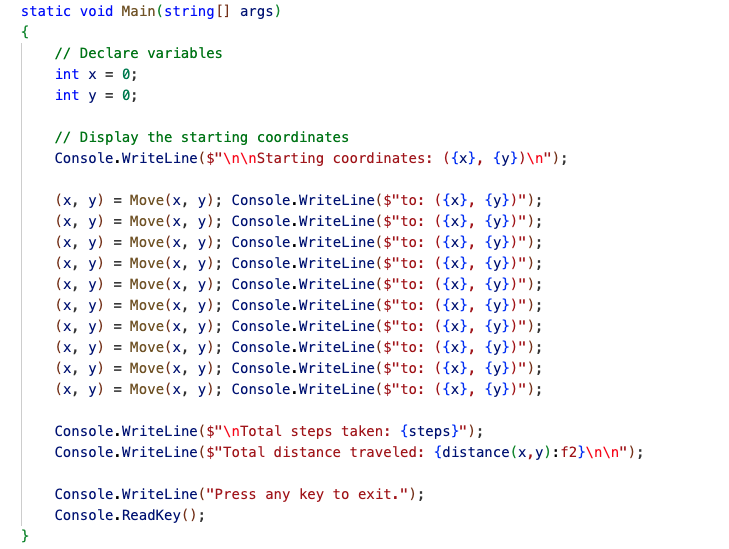 static void Main(string[] args)
{
    // Declare variables
    int x = 0;
    int y = 0;

    // Display the starting coordinates
    Console.WriteLine($"\n\nStarting coordinates: ({x}, {y})\n");

    (x, y) = Move(x, y); Console.WriteLine($"to: ({x}, {y})");
    (x, y) = Move(x, y); Console.WriteLine($"to: ({x}, {y})");
    (x, y) = Move(x, y); Console.WriteLine($"to: ({x}, {y})");
    (x, y) = Move(x, y); Console.WriteLine($"to: ({x}, {y})");
    (x, y) = Move(x, y); Console.WriteLine($"to: ({x}, {y})");
    (x, y) = Move(x, y); Console.WriteLine($"to: ({x}, {y})");
    (x, y) = Move(x, y); Console.WriteLine($"to: ({x}, {y})");
    (x, y) = Move(x, y); Console.WriteLine($"to: ({x}, {y})");
    (x, y) = Move(x, y); Console.WriteLine($"to: ({x}, {y})");
    (x, y) = Move(x, y); Console.WriteLine($"to: ({x}, {y})");

    Console.WriteLine($"\nTotal steps taken: {steps}");
    Console.WriteLine($"Total distance traveled: {distance(x,y):f2}\n\n");

    Console.WriteLine("Press any key to exit.");
    Console.ReadKey();
}